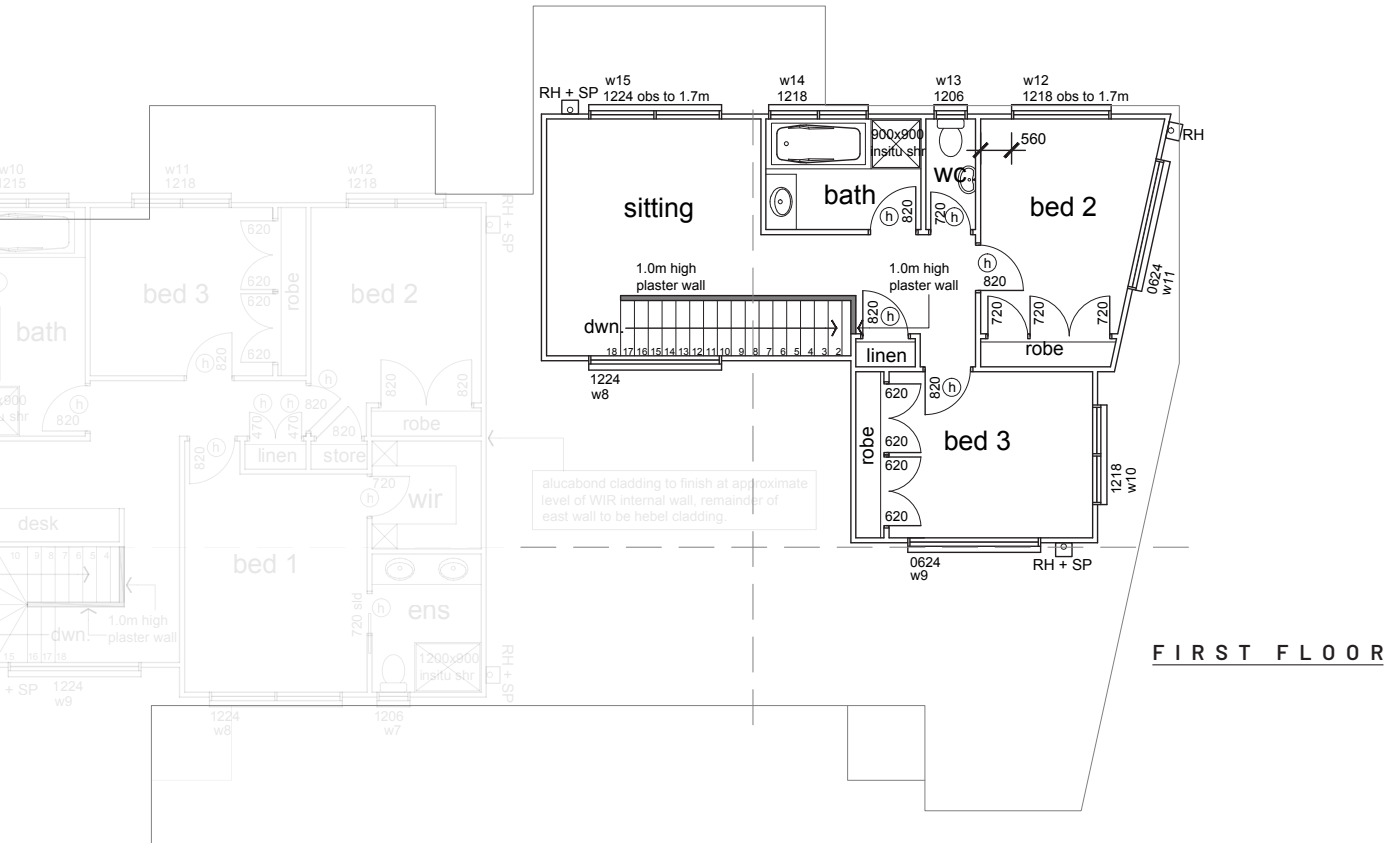 w15
1224 obs to 1.7m
RH + SP
w14
1218
w13
1206
w12
1218 obs to 1.7m
RH
900x900
insitu shr
560
wc
bath
820
h
720
h
sitting
bed 2
h
820
0624
w11
1.0m high
plaster wall
1.0m high
plaster wall
820
h
720
720
720
dwn.
18 17 16 15 14 13 12 11 10 9 8 7 6 5 4 3 2
linen
robe
1224
w8
820
h
620
620
620
620
robe
bed 3
1218
w10
0624
w9
RH + SP
FIRST FLOOR
w10
1215
w11
1218
w12
1218
RH + SP
620
620
620
620
robe
bed 3
bed 2
bath
h
820
820
h
h
820
h
h
820
820
820
470
470
robe
820
h
linen
store
720
h
wir
alucabond cladding to finish at approximate
level of WIR internal wall, remainder of
east wall to be hebel cladding.
desk
10 9 8 7 6 5 4
bed 1
720 sld
h
ens
1.0m high
plaster wall
dwn.
15 16 17 18
1200x900
insitu shr
RH + SP
+ SP
1224
w9
1224
w8
1206
w7